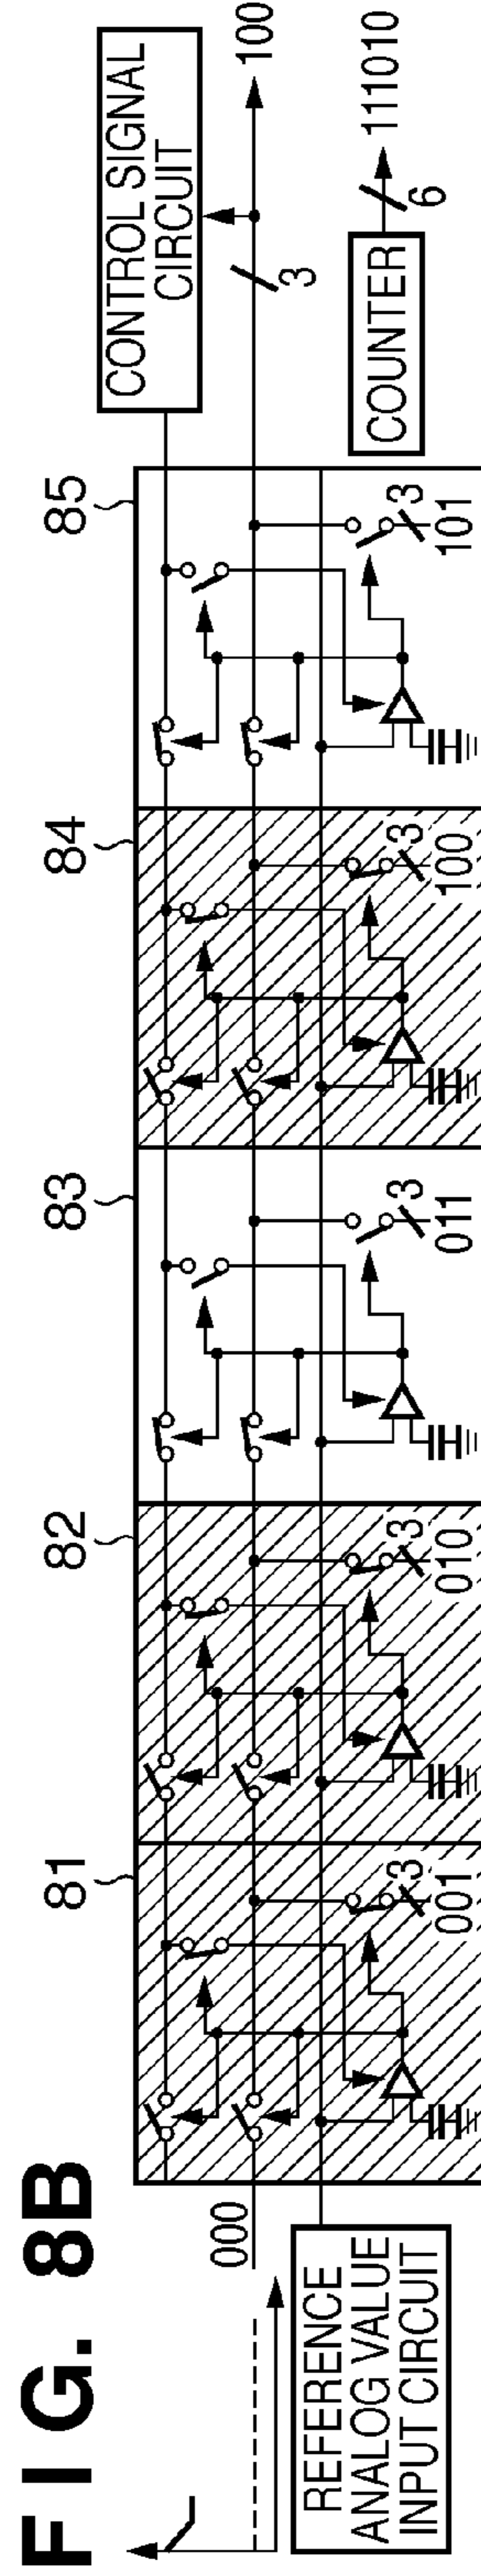 FIG. 8B
81
82
83
84
85
CONTROL SIGNAL
CIRCUIT
000
3
100
REFERENCE
ANALOG VALUE
INPUT CIRCUIT
3
001
3
010
3
011
3
100
3
101
COUNTER
6
111010